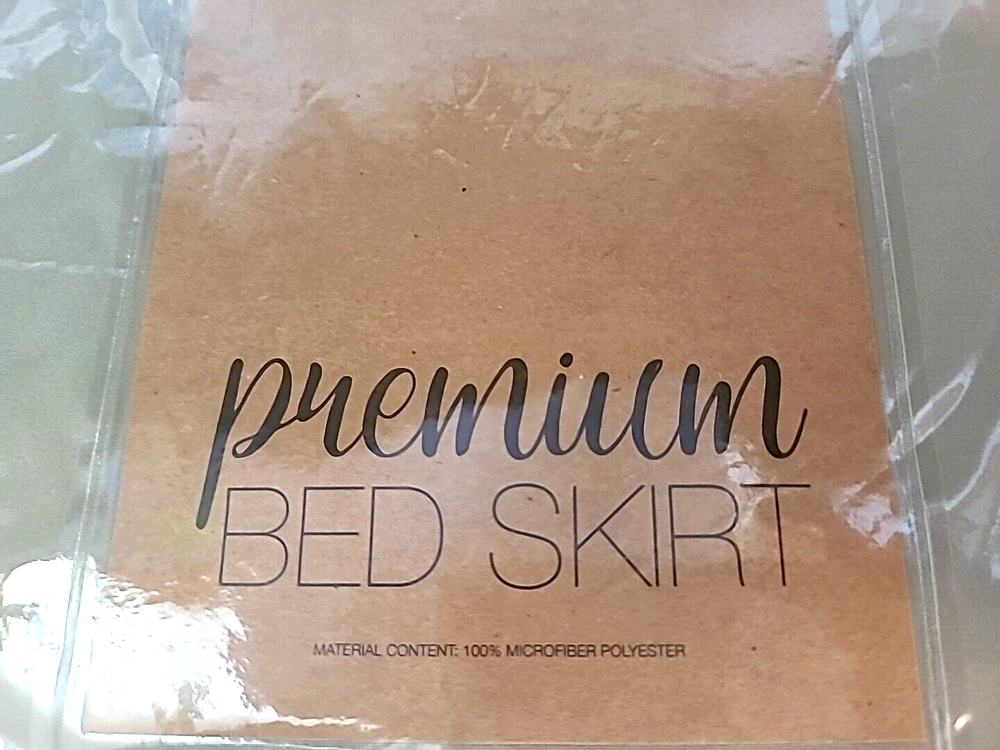 premium
BED SKIRT
MATERIAL CONTENT: 100% MICROFIBER POLYESTER